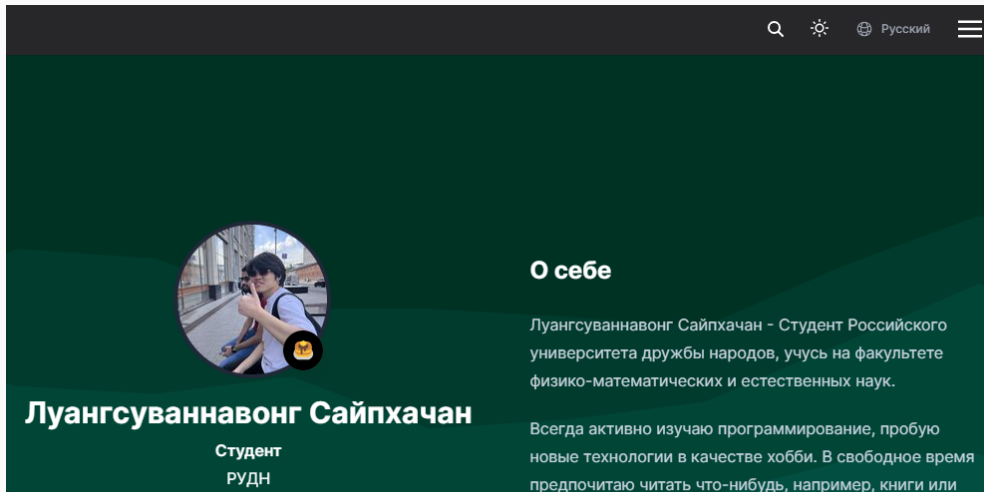 Русский
Луангсуваннавонг Сайпхачан
Студент
РУДН
О себе
Луангсуваннавонг Сайпхачан - Студент Российского
университета дружбы народов, учусь на факультете
физико-математических и естественных наук.
Всегда активно изучаю программирование, пробую
новые технологии в качестве хобби. В свободное время
предпочитаю читать что-нибудь, например, книги или